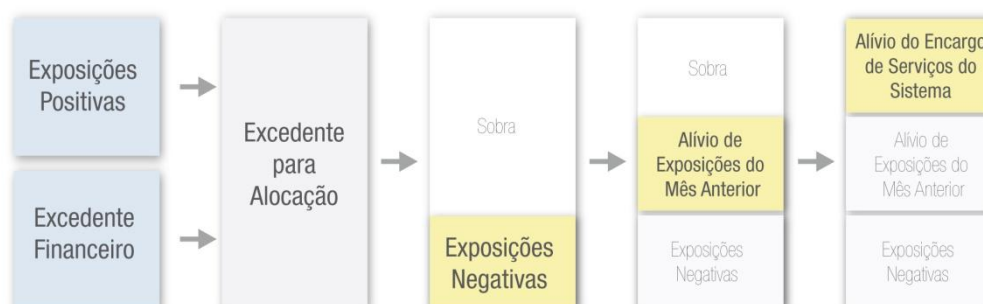 Exposições
Positivas
Excedente
Financeiro
Excedente
para
Alocação
Sobra
Exposições
Negativas
Sobra
Alívio de
Exposições do
Mês Anterior
Exposições
Negativas
Alívio do Encargo
de Serviços do
Sistema
Alívio de
Exposições do
Mês Anterior
Exposições
Negativas